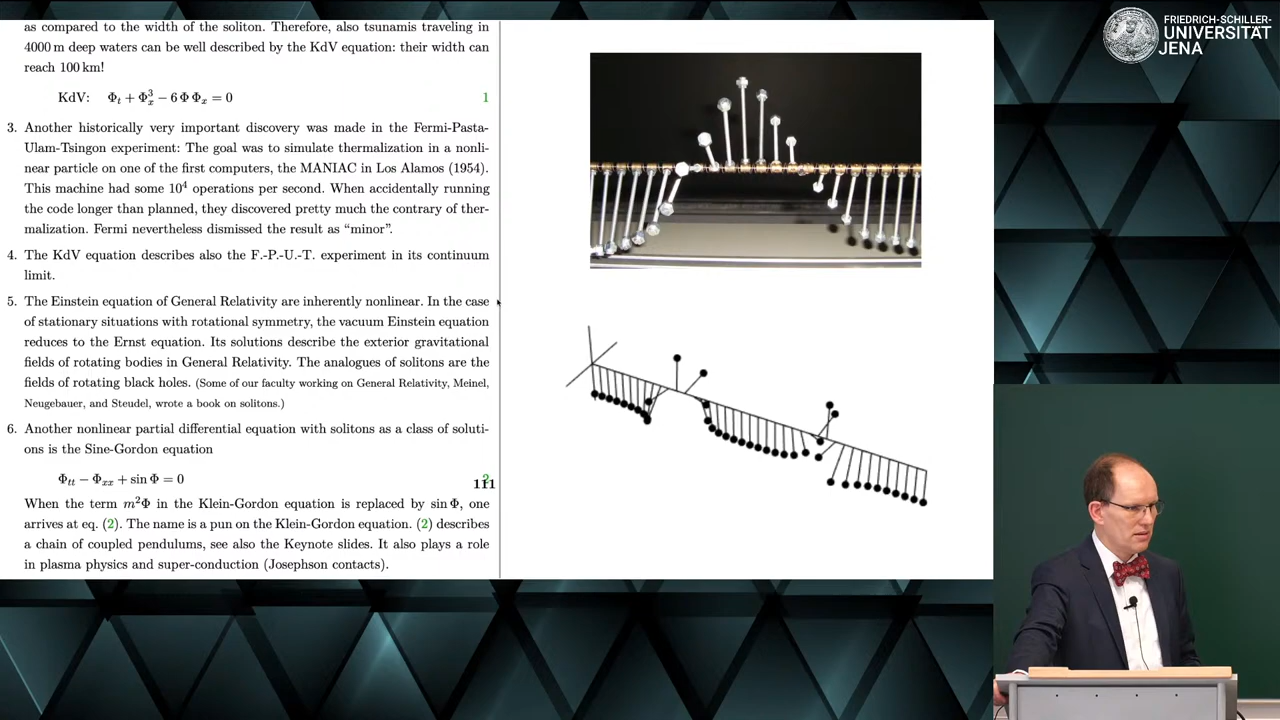 as compared to the width of the soliton. Therefore, also tsunamis traveling in
4000 m deep waters can be well described by the KdV equation: their width can
reach 100 km!
KdV: Φ_t + Φ_x^3 − 6 Φ Φ_x = 0 1
3. Another historically very important discovery was made in the Fermi-Pasta-
Ulam-Tsingon experiment: The goal was to simulate thermalization in a nonli-
near particle on one of the first computers, the MANIAC in Los Alamos (1954).
This machine had some 10^4 operations per second. When accidentally running
the code longer than planned, they discovered pretty much the contrary of ther-
malization. Fermi nevertheless dismissed the result as “minor”.
4. The KdV equation describes also the F.-P.-U.-T. experiment in its continuum
limit.
5. The Einstein equation of General Relativity are inherently nonlinear. In the case
of stationary situations with rotational symmetry, the vacuum Einstein equation
reduces to the Ernst equation. Its solutions describe the exterior gravitational
fields of rotating bodies in General Relativity. The analogues of solitons are the
fields of rotating black holes. (Some of our faculty working on General Relativity, Meinel,
Neugebauer, and Steudel, wrote a book on solitons.)
6. Another nonlinear partial differential equation with solitons as a class of soluti-
ons is the Sine-Gordon equation
Φ_tt − Φ_xx + sin Φ = 0
When the term m^2Φ in the Klein-Gordon equation is replaced by sin Φ, one
arrives at eq. (2). The name is a pun on the Klein-Gordon equation. (2) describes
a chain of coupled pendulums, see also the Keynote slides. It also plays a role
in plasma physics and super-conduction (Josephson contacts).
FRIEDRICH-SCHILLER-
UNIVERSITÄT
JENA